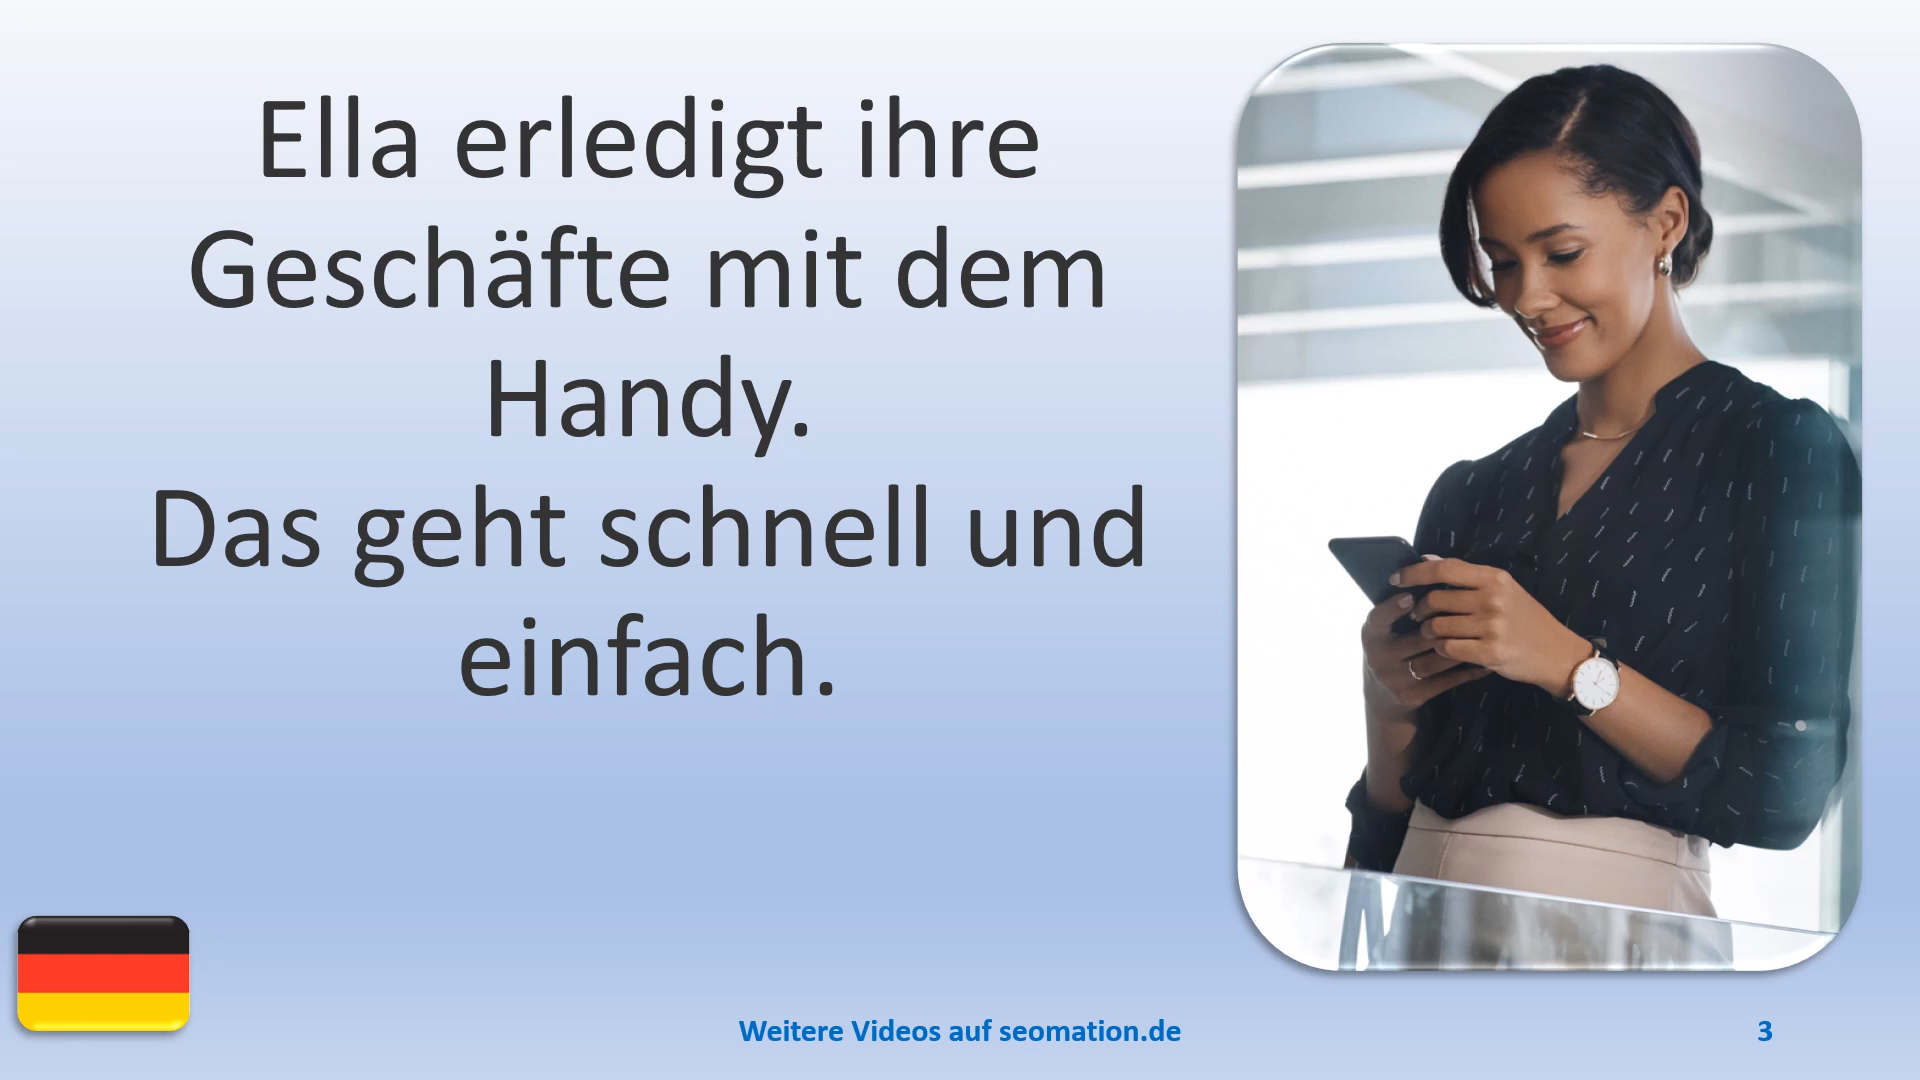 Ella erledigt ihre
Geschäfte mit dem
Handy.
Das geht schnell und
einfach.
Weitere Videos auf seomation.de
3